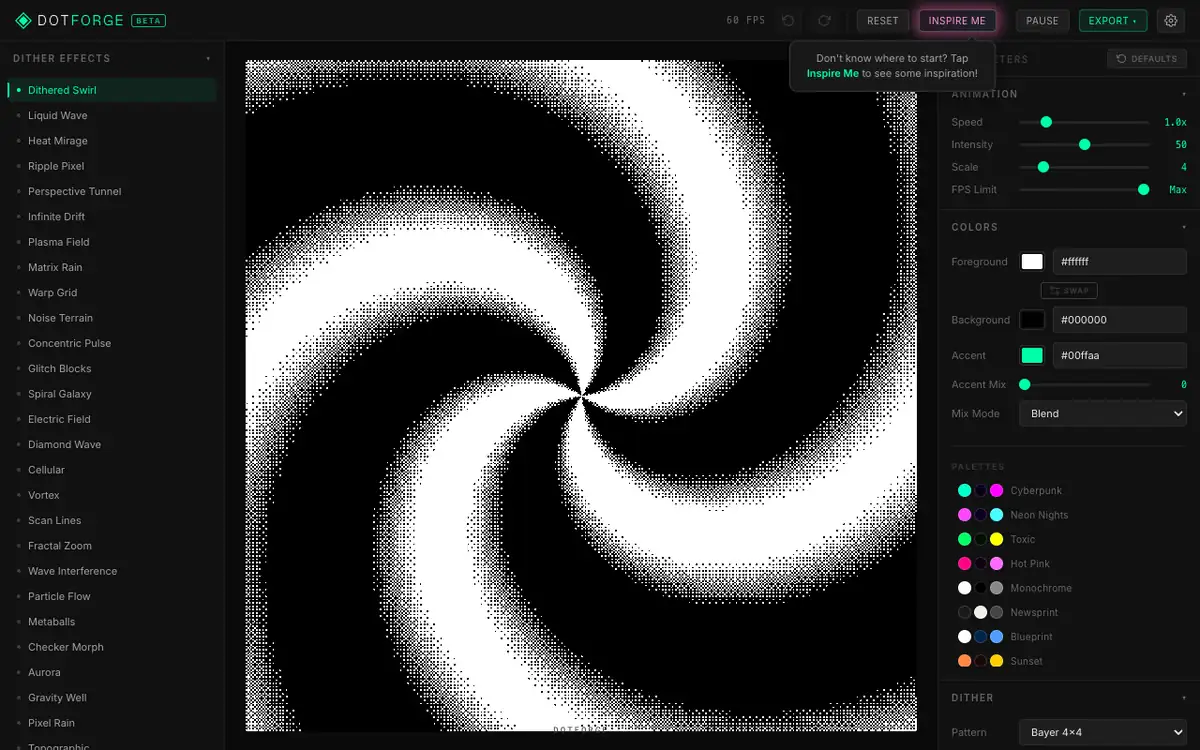 DOTFORGE BETA
60 FPS
RESET
INSPIRE ME
PAUSE
EXPORT
Don't know where to start? Tap
Inspire Me to see some inspiration!
DITHER EFFECTS
Dithered Swirl
Liquid Wave
Heat Mirage
Ripple Pixel
Perspective Tunnel
Infinite Drift
Plasma Field
Matrix Rain
Warp Grid
Noise Terrain
Concentric Pulse
Glitch Blocks
Spiral Galaxy
Electric Field
Diamond Wave
Cellular
Vortex
Scan Lines
Fractal Zoom
Wave Interference
Particle Flow
Metaballs
Checker Morph
Aurora
Gravity Well
Pixel Rain
Topographic
DOTFORGE
DEFAULTS
ANIMATION
Speed 1.0x
Intensity 50
Scale 4
FPS Limit Max
COLORS
Foreground #ffffff
SWAP
Background #000000
Accent #00ffaa
Accent Mix 0
Mix Mode Blend
PALETTES
Cyberpunk
Neon Nights
Toxic
Hot Pink
Monochrome
Newsprint
Blueprint
Sunset
DITHER
Pattern Bayer 4×4